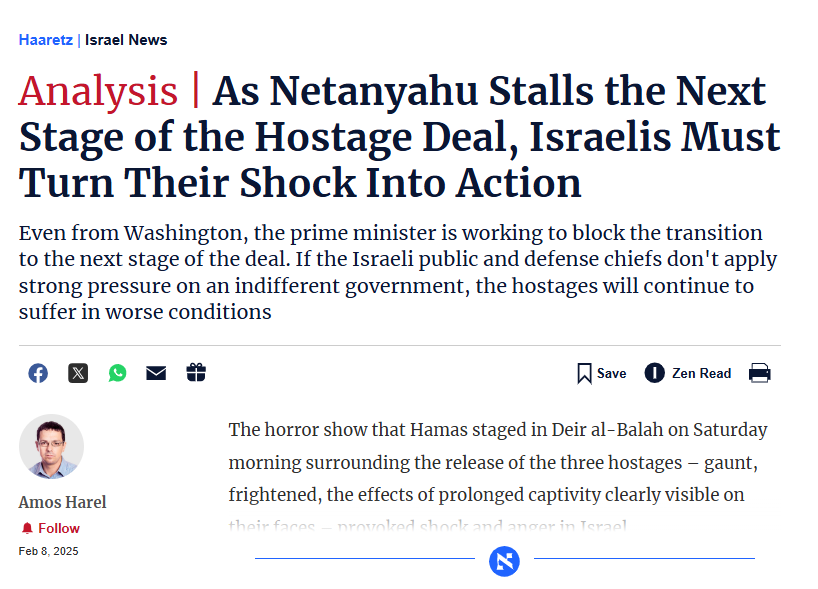 Haaretz | Israel News
Analysis | As Netanyahu Stalls the Next
Stage of the Hostage Deal, Israelis Must
Turn Their Shock Into Action
Even from Washington, the prime minister is working to block the transition
to the next stage of the deal. If the Israeli public and defense chiefs don't apply
strong pressure on an indifferent government, the hostages will continue to
suffer in worse conditions
Save
Zen Read
Amos Harel
Follow
Feb 8, 2025
The horror show that Hamas staged in Deir al-Balah on Saturday
morning surrounding the release of the three hostages – gaunt,
frightened, the effects of prolonged captivity clearly visible on
their faces – provoked shock and anger in Israel